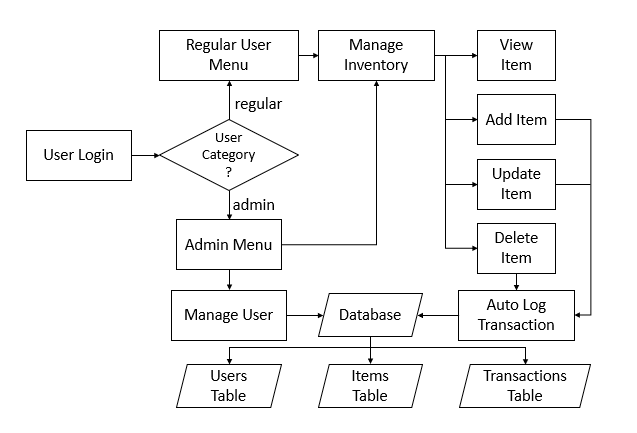 Regular User
Menu
Manage
Inventory
View
Item
regular
Add Item
User Login
User
Category
?
Update
Item
admin
Admin Menu
Delete
Item
Manage User
Database
Auto Log
Transaction
Users
Table
Items
Table
Transactions
Table